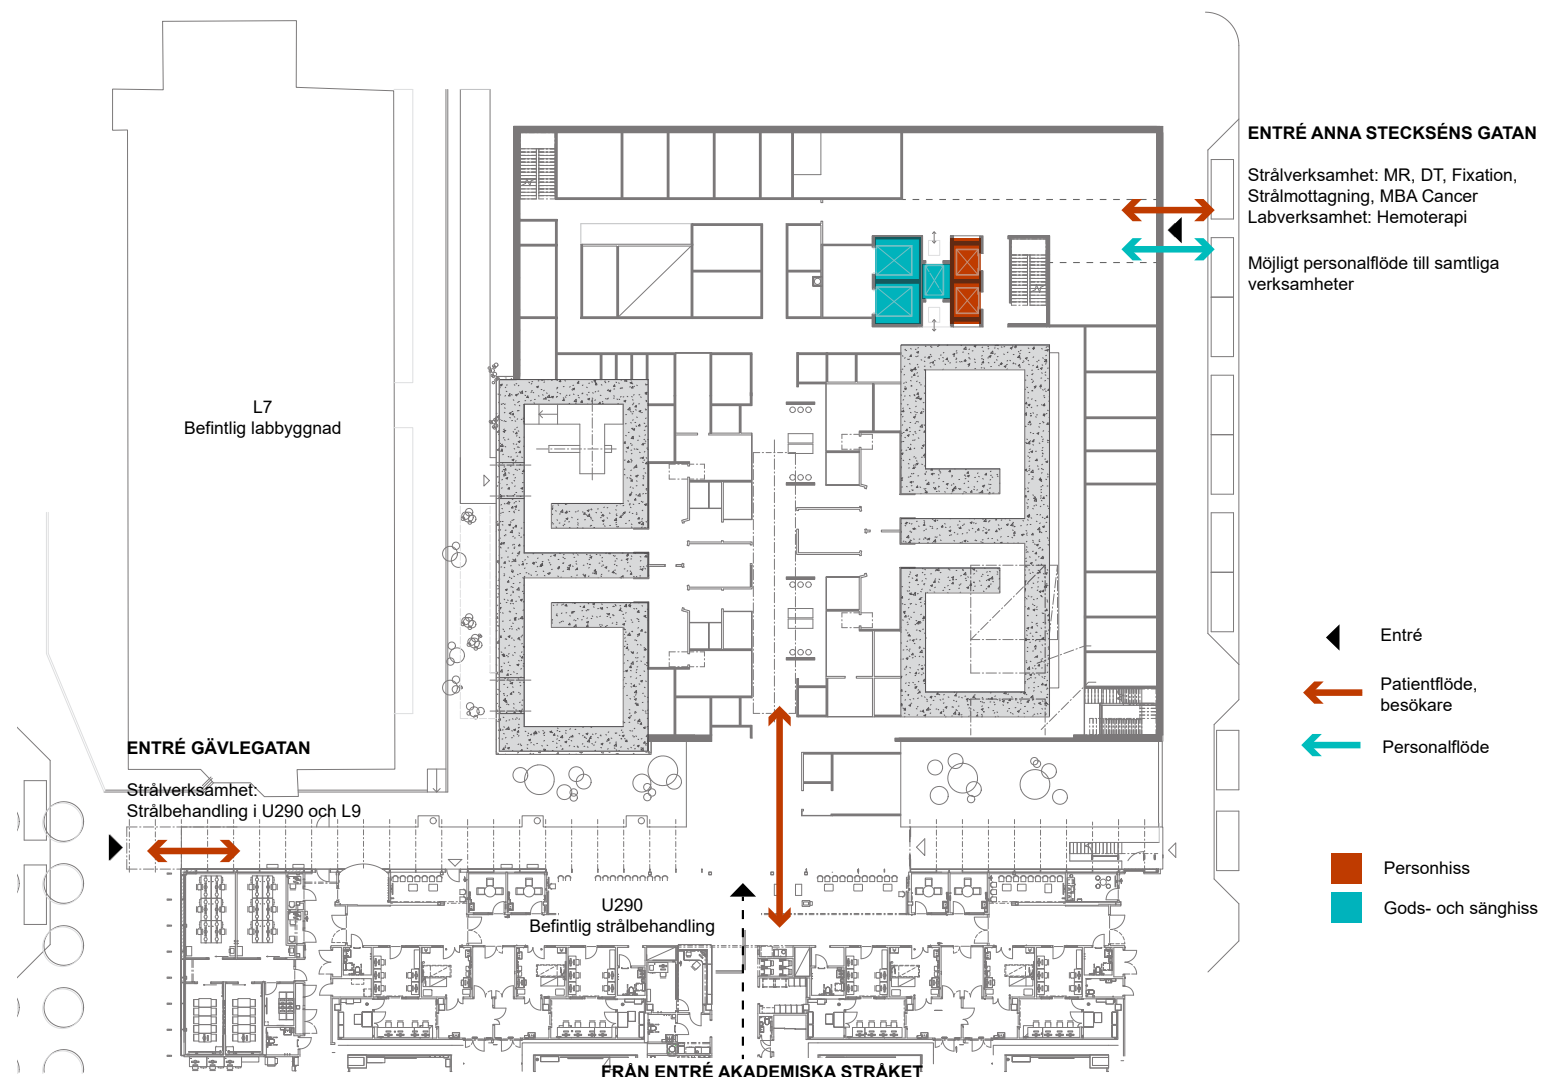 ENTRÉ ANNA STECKSÉNS GATAN
Strålverksamhet: MR, DT, Fixation,
Strålmottagning, MBA Cancer
Labverksamhet: Hemoterapi
Möjligt personalflöde till samtliga
verksamheter
L7
Befintlig labbyggnad
Entré
Patientflöde,
besökare
Personalflöde
ENTRÉ GÄVLEGATAN
Strålverksamhet:
Strålbehandling i U290 och L9
Personhiss
Gods- och sänghiss
U290
Befintlig strålbehandling
FRÅN ENTRÉ AKADEMISKA STRÅKET